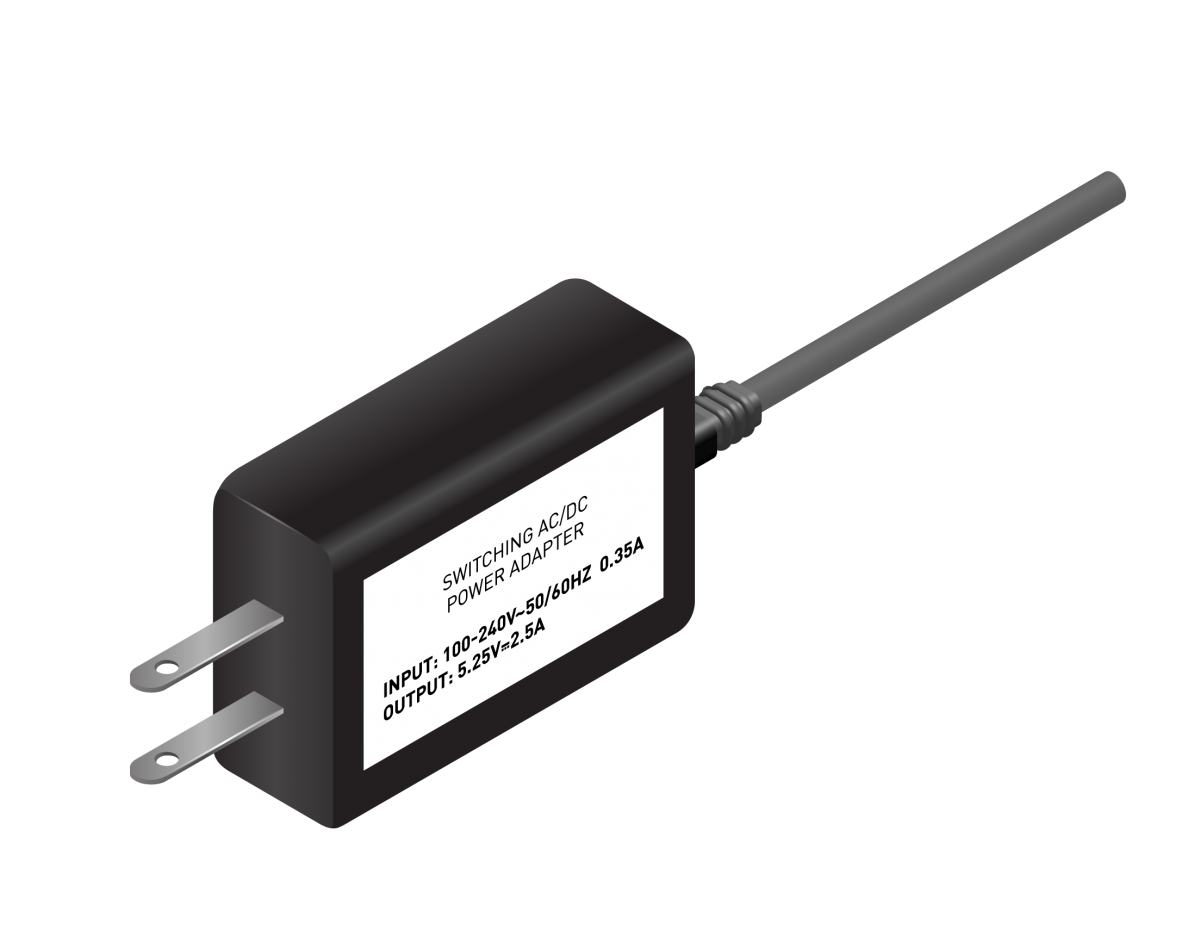 SWITCHING AC/DC
POWER ADAPTER
INPUT: 100-240V~50/60HZ 0.35A
OUTPUT: 5.25V⎓2.5A